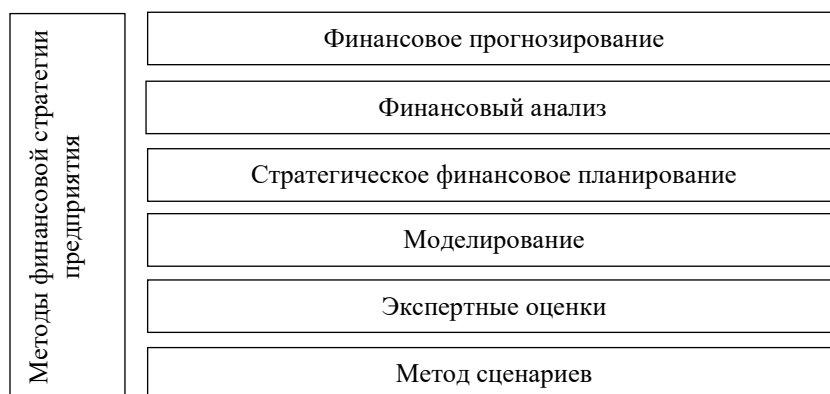 Методы финансовой стратегии
предприятия
Финансовое прогнозирование
Финансовый анализ
Стратегическое финансовое планирование
Моделирование
Экспертные оценки
Метод сценариев